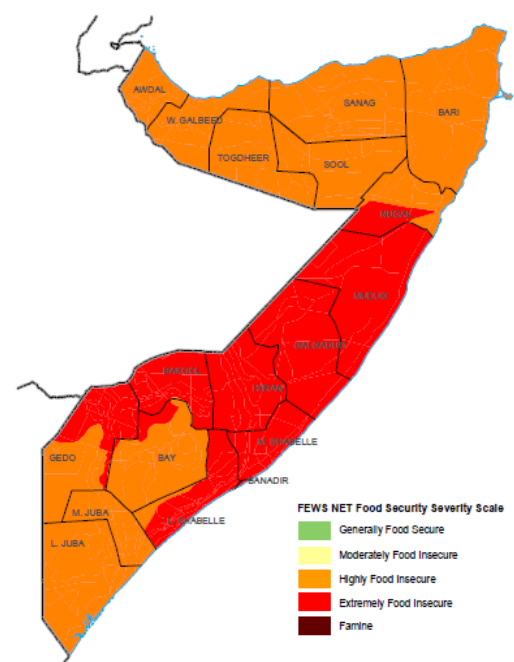 AWDAL
SANAG
BARI
W. GALBEED
TOGDHEER
SOOL
NUGAL
MUDUG
GALGADUD
BAKOOL
HIRAN
M. SHABELLE
GEDO
BAY
BANADIR
M. JUBA
L. SHABELLE
L. JUBA
FEWS NET Food Security Severity Scale
Generally Food Secure
Moderately Food Insecure
Highly Food Insecure
Extremely Food Insecure
Famine